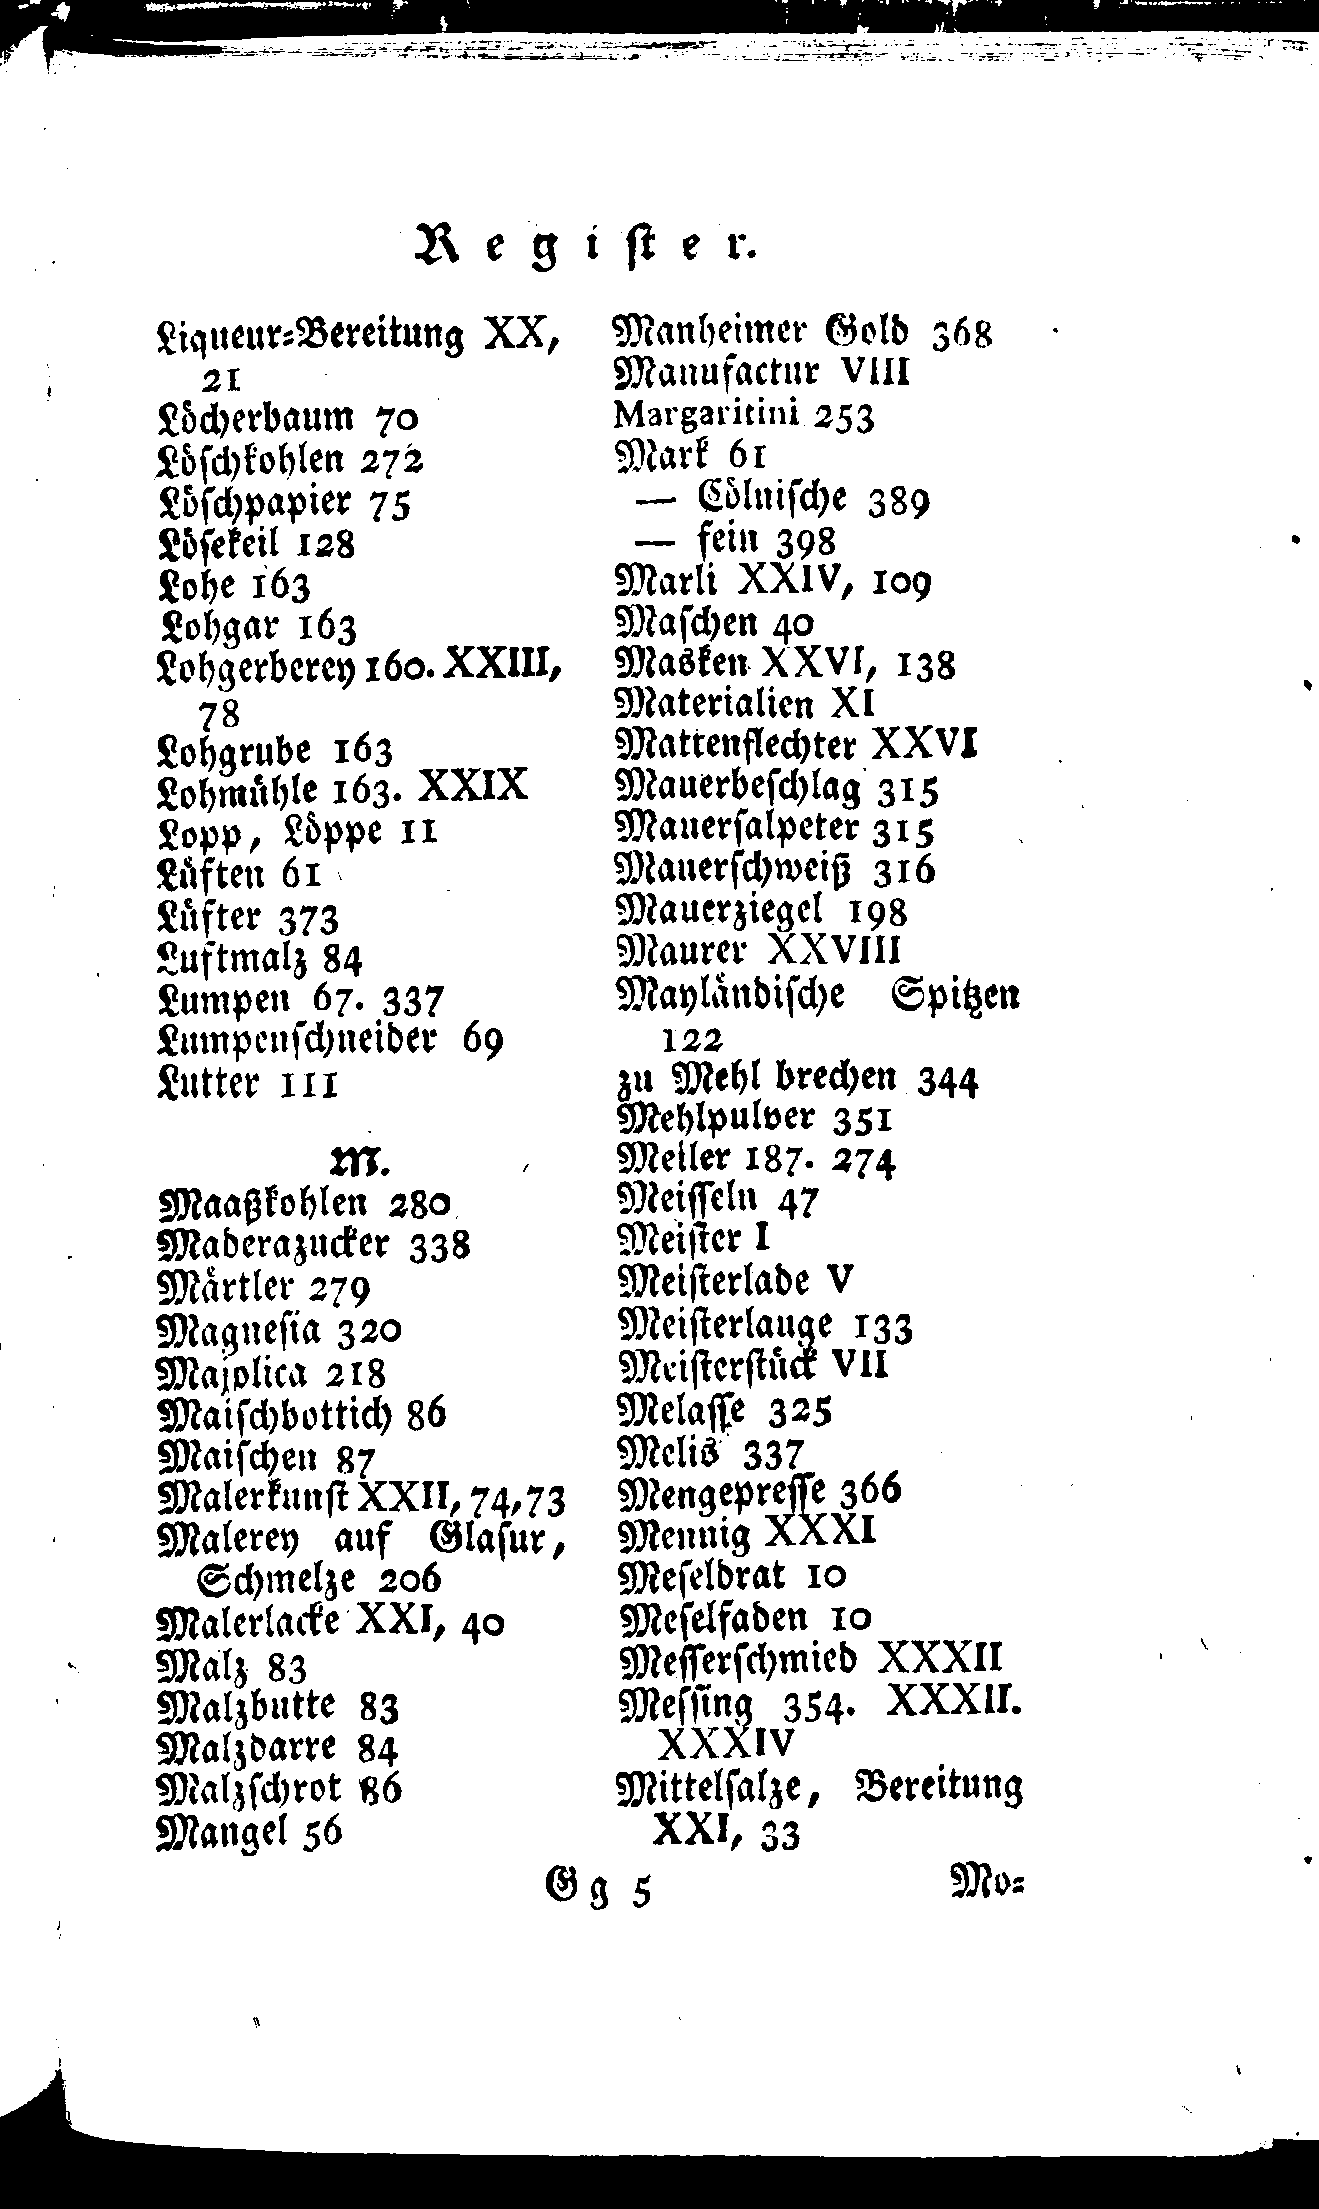 Register.
Liqueur-Bereitung XX,
21
Löcherbaum 70
Löschkohlen 272
Löschpapier 75
Lösekeil 128
Lohe 163
Lohgar 163
Lohgerberey 160. XXIII,
78
Lohgrube 163
Lohmühle 163. XXIX
Lopp, Löppe 11
Lüften 61
Lüfter 373
Luftmalz 84
Lumpen 67. 337
Lumpenschneider 69
Lutter 111
M.
Maaßkohlen 280
Maderazucker 338
Märtler 279
Magnesia 320
Majolica 218
Maischbottich 86
Maischen 87
Malerkunst XXII, 74,73
Malerey auf Glasur,
Schmelze 206
Malerlacke XXI, 40
Malz 83
Malzbutte 83
Malzdarre 84
Malzschrot 86
Mangel 56
Manheimer Gold 368
Manufactur VIII
Margaritini 253
Mark 61
— Cölnische 389
— fein 398
Marli XXIV, 109
Maschen 40
Masken XXVI, 138
Materialien XI
Mattenflechter XXVI
Mauerbeschlag 315
Mauersalpeter 315
Mauerschweiß 316
Mauerziegel 198
Maurer XXVIII
Mayländische Spitzen
122
zu Mehl brechen 344
Mehlpulver 351
Meiler 187. 274
Meisseln 47
Meister I
Meisterlade V
Meisterlauge 133
Meisterstück VII
Melasse 325
Melis 337
Mengepresse 366
Mennig XXXI
Meseldrat 10
Meselfaden 10
Messerschmied XXXII
Messing 354. XXXII.
XXXIV
Mittelsalze, Bereitung
XXI, 33
Gg 5 Mo-